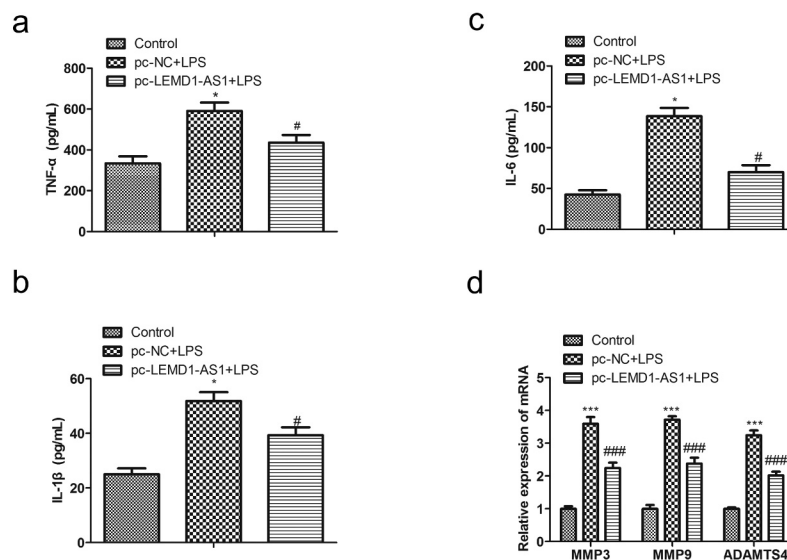 a
Control
pc-NC+LPS
pc-LEMD1-AS1+LPS
TNF-α (pg/mL)
800
600
400
200
0
*
#
b
Control
pc-NC+LPS
pc-LEMD1-AS1+LPS
IL-1β (pg/mL)
60
40
20
0
*
#
c
Control
pc-NC+LPS
pc-LEMD1-AS1+LPS
IL-6 (pg/mL)
200
150
100
50
0
*
#
d
Control
pc-NC+LPS
pc-LEMD1-AS1+LPS
Relative expression of mRNA
5
4
3
2
1
0
*** *** ***
### ### ###
MMP3 MMP9 ADAMTS4